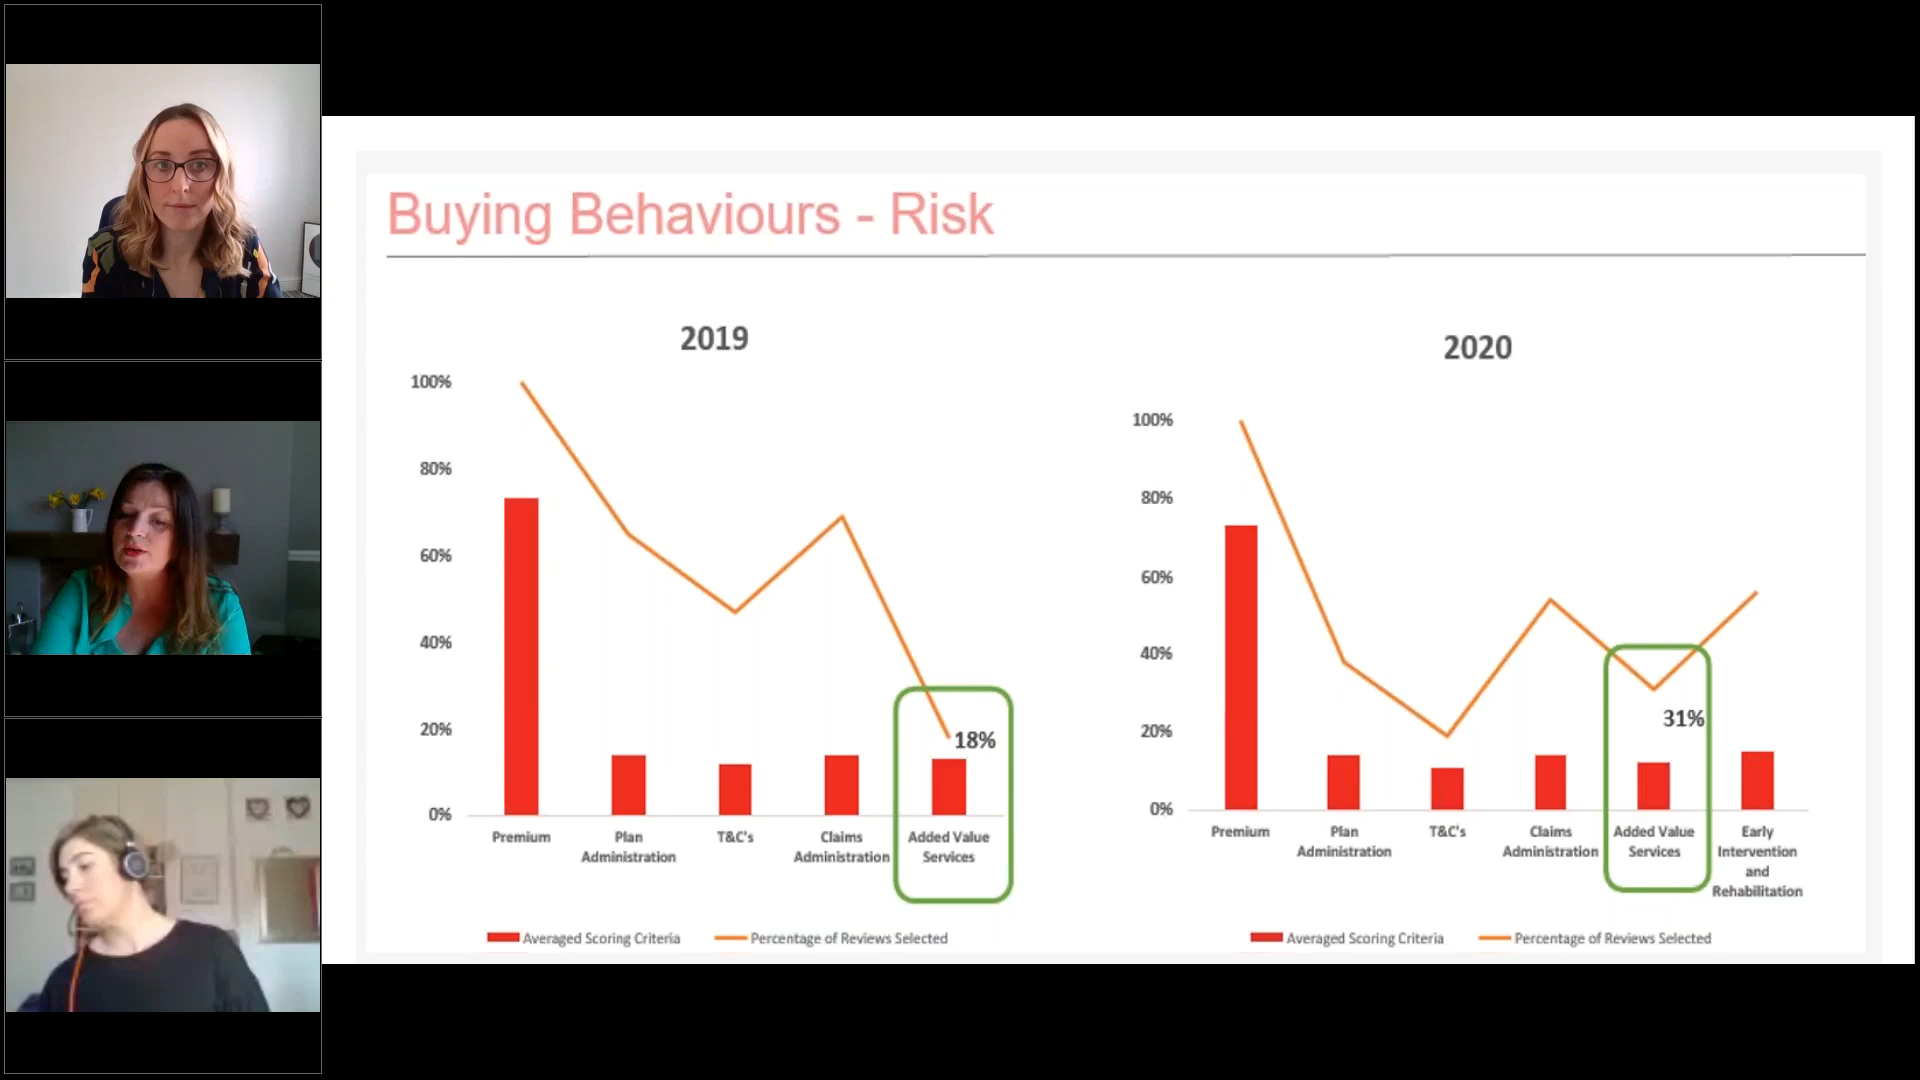 Buying Behaviours - Risk
2019
100%
80%
60%
40%
20%
0%
18%
Premium
Plan
Administration
T&C's
Claims
Administration
Added Value
Services
Averaged Scoring Criteria
Percentage of Reviews Selected
2020
100%
80%
60%
40%
20%
0%
31%
Premium
Plan
Administration
T&C's
Claims
Administration
Added Value
Services
Early
Intervention
and
Rehabilitation
Averaged Scoring Criteria
Percentage of Reviews Selected